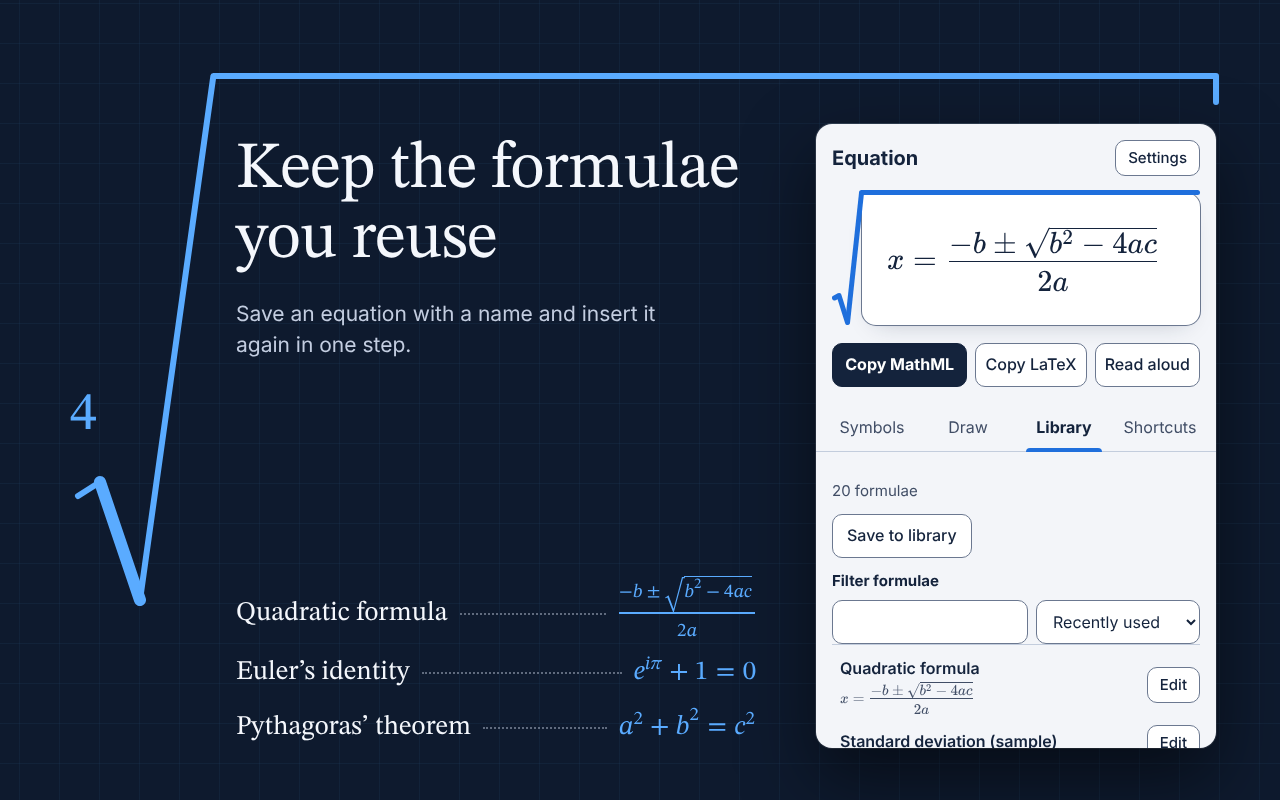 Keep the formulae
you reuse
Save an equation with a name and insert it
again in one step.
4
Quadratic formula −b ± √(b² − 4ac) / 2a
Euler’s identity e^{iπ} + 1 = 0
Pythagoras’ theorem a² + b² = c²
Equation Settings
x = −b ± √(b² − 4ac) / 2a
Copy MathML Copy LaTeX Read aloud
Symbols Draw Library Shortcuts
20 formulae
Save to library
Filter formulae
Recently used
Quadratic formula Edit
x = −b ± √(b² − 4ac) / 2a
Standard deviation (sample) Edit